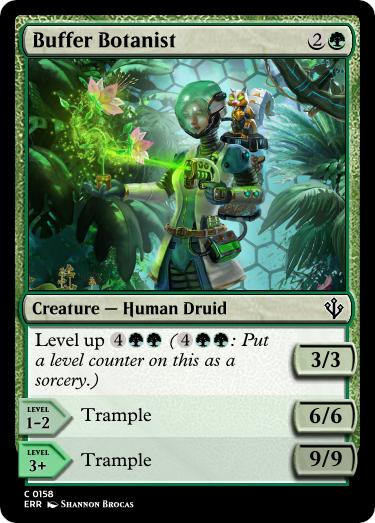 Buffer Botanist 2
Creature — Human Druid
Level up 4 (4: Put
a level counter on this as a
sorcery.)
3/3
LEVEL
1-2
Trample
6/6
LEVEL
3+
Trample
9/9
C 0158
ERR Shannon Brocas